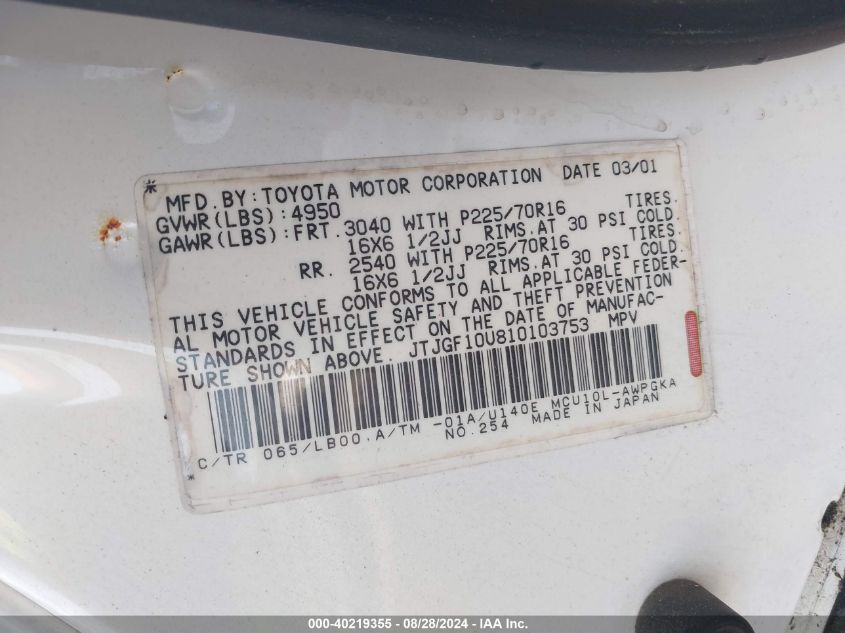 * MFD.BY:TOYOTA MOTOR CORPORATION DATE 03/01
GVWR(LBS):4950
GAWR(LBS):FRT.3040 WITH P225/70R16 TIRES.
16X6 1/2JJ RIMS.AT 30 PSI COLD.
RR. 2540 WITH P225/70R16 TIRES.
16X6 1/2JJ RIMS.AT 30 PSI COLD.
THIS VEHICLE CONFORMS TO ALL APPLICABLE FEDER-
AL MOTOR VEHICLE SAFETY AND THEFT PREVENTION
STANDARDS IN EFFECT ON THE DATE OF MANUFAC-
TURE SHOWN ABOVE. JTJGF10U810103753 MPV
C/TR 065/LB00.A/TM -01A/U140E MCU10L-AWPGKA
* NO.254 MADE IN JAPAN
000-40219355 - 08/28/2024 - IAA Inc.